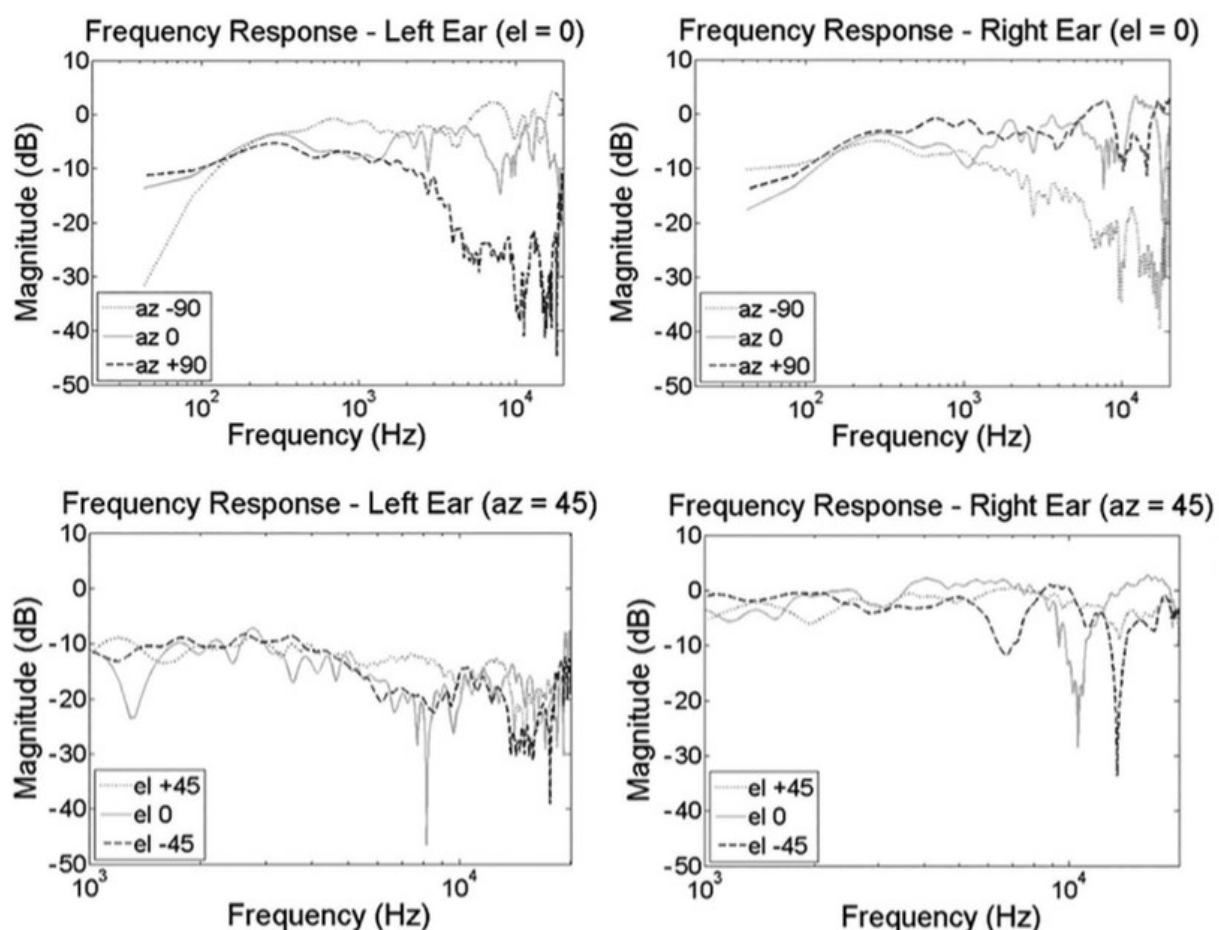 Frequency Response - Left Ear (el = 0)
10
0
-10
-20
-30
-40
-50
Magnitude (dB)
az -90
az 0
az +90
10²
10³
10⁴
Frequency (Hz)
Frequency Response - Right Ear (el = 0)
10
0
-10
-20
-30
-40
-50
Magnitude (dB)
az -90
az 0
az +90
10²
10³
10⁴
Frequency (Hz)
Frequency Response - Left Ear (az = 45)
10
0
-10
-20
-30
-40
-50
Magnitude (dB)
el +45
el 0
el -45
10³
10⁴
Frequency (Hz)
Frequency Response - Right Ear (az = 45)
10
0
-10
-20
-30
-40
-50
Magnitude (dB)
el +45
el 0
el -45
10³
10⁴
Frequency (Hz)